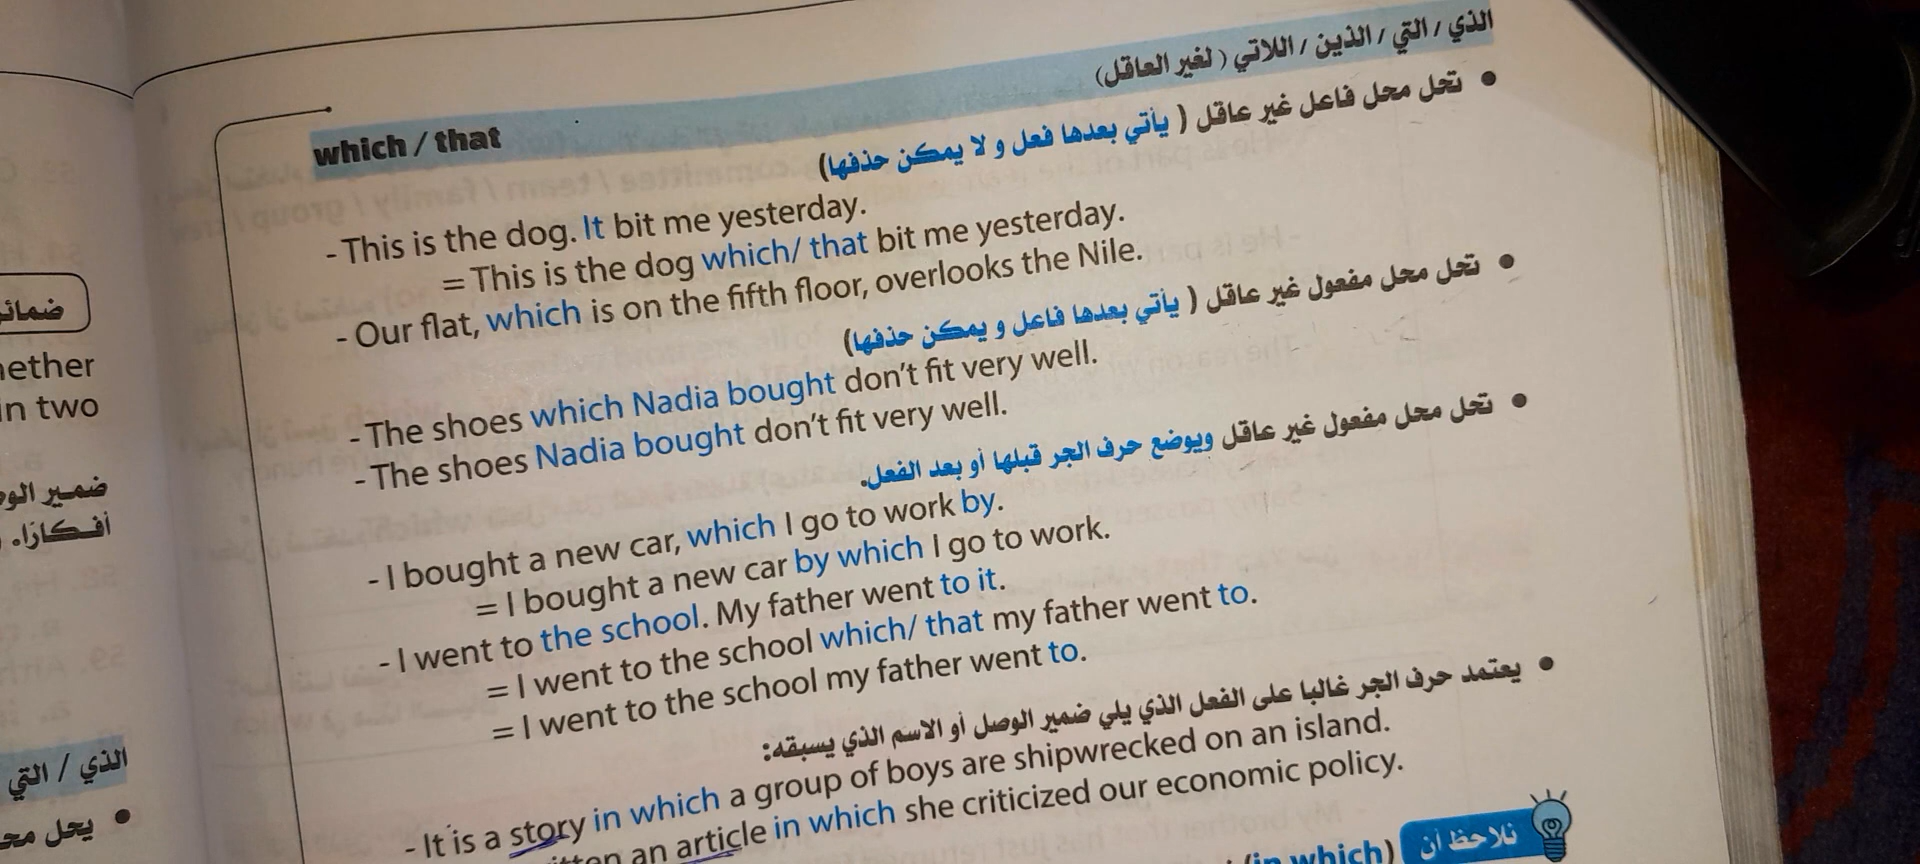 which / that الذي / التي / الذين / اللاتي ( لغير العاقل)
• تحل محل فاعل غير عاقل ( يأتي بعدها فعل و لا يمكن حذفها)
- This is the dog. It bit me yesterday.
= This is the dog which/ that bit me yesterday.
- Our flat, which is on the fifth floor, overlooks the Nile.
• تحل محل مفعول غير عاقل ( يأتي بعدها فاعل و يمكن حذفها)
- The shoes which Nadia bought don't fit very well.
- The shoes Nadia bought don't fit very well.
• تحل محل مفعول غير عاقل ويوضع حرف الجر قبلها أو بعد الفعل.
- I bought a new car, which I go to work by.
= I bought a new car by which I go to work.
- I went to the school. My father went to it.
= I went to the school which/ that my father went to.
= I went to the school my father went to.
• يعتمد حرف الجر غالبا على الفعل الذي يلي ضمير الوصل أو الاسم الذي يسبقه:
- It is a story in which a group of boys are shipwrecked on an island.
an article in which she criticized our economic policy.
نلاحظ أن
(in which)
in two
الذي / التي
• يحل